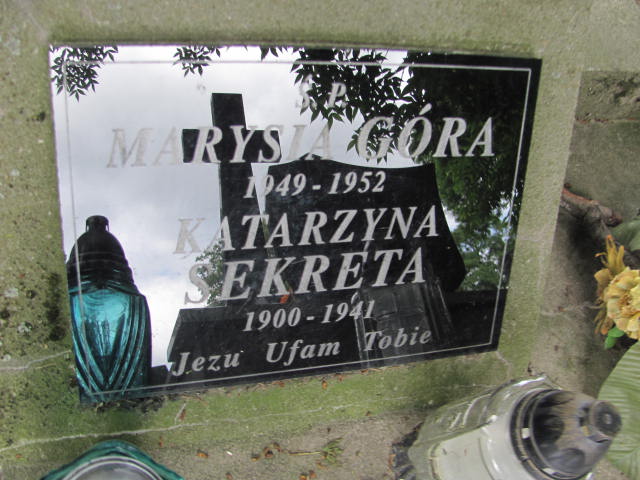 Ś.P.
MARYSIA GÓRA
1949 - 1952
KATARZYNA
SEKRETA
1900 - 1941
Jezu Ufam Tobie